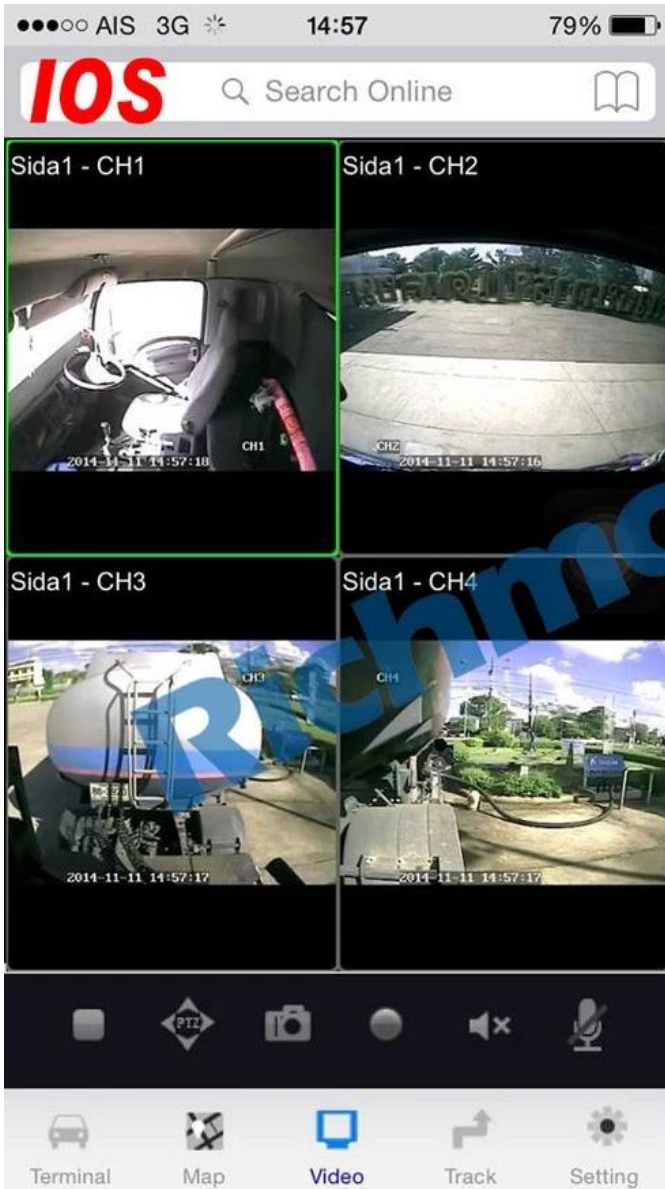 AIS 3G 14:57 79%
IOS Search Online
Sida1 - CH1
Sida1 - CH2
CH1
2014-11-11 14:57:18
CH2
2014-11-11 14:57:16
Sida1 - CH3
Sida1 - CH4
CH3
2014-11-11 14:57:17
CH4
2014-11-11 14:57:17
Richmo
PTZ
Terminal Map Video Track Setting